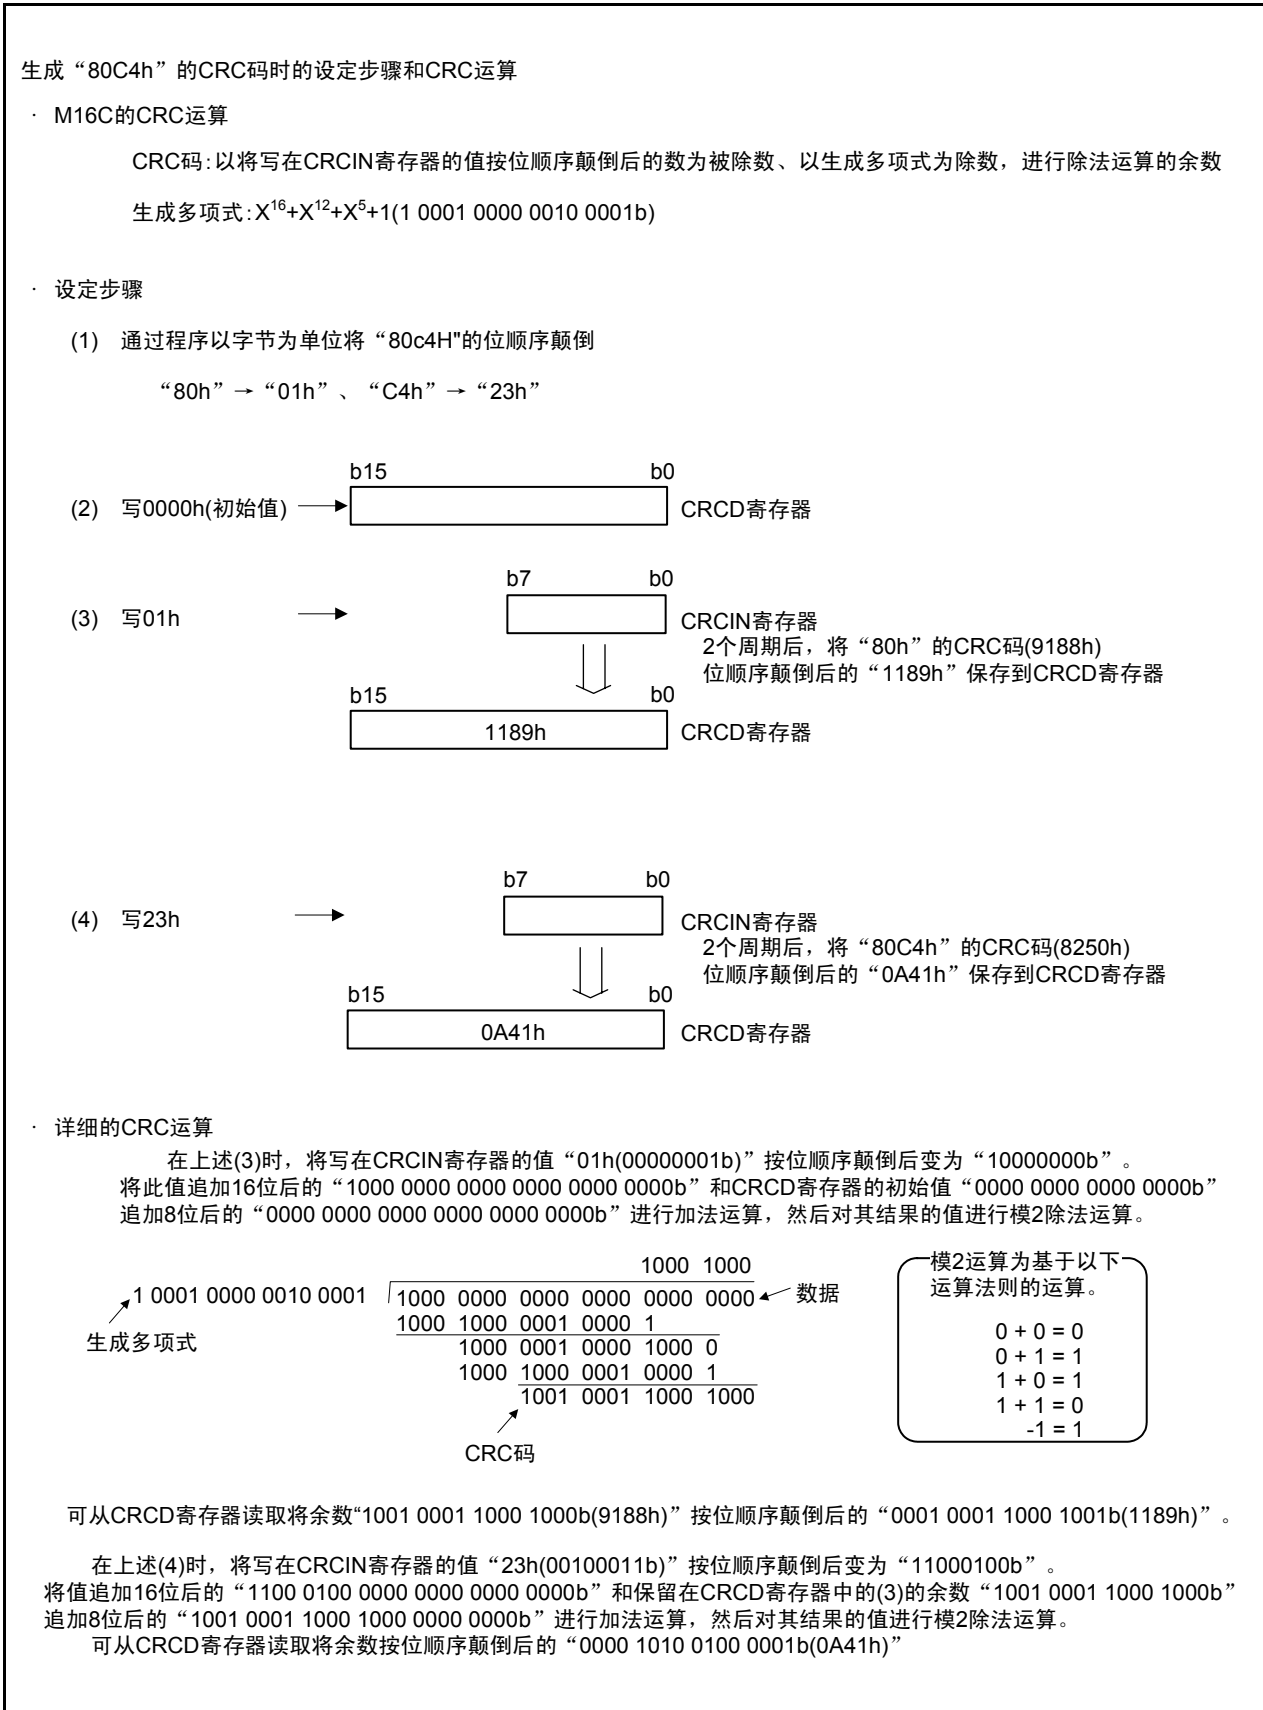 生成“80C4h”的CRC码时的设定步骤和CRC运算
· M16C的CRC运算
CRC码:以将写在CRCIN寄存器的值按位顺序颠倒后的数为被除数、以生成多项式为除数，进行除法运算的余数
生成多项式:X16+X12+X5+1(1 0001 0000 0010 0001b)
· 设定步骤
(1) 通过程序以字节为单位将“80c4H"的位顺序颠倒
“80h”→“01h”、“C4h”→“23h”
b15 b0
(2) 写0000h(初始值) CRCD寄存器
b7 b0
(3) 写01h CRCIN寄存器
2个周期后，将“80h”的CRC码(9188h)
位顺序颠倒后的“1189h”保存到CRCD寄存器
b15 b0
1189h CRCD寄存器
b7 b0
(4) 写23h CRCIN寄存器
2个周期后，将“80C4h”的CRC码(8250h)
位顺序颠倒后的“0A41h”保存到CRCD寄存器
b15 b0
0A41h CRCD寄存器
· 详细的CRC运算
在上述(3)时，将写在CRCIN寄存器的值“01h(00000001b)”按位顺序颠倒后变为“10000000b”。
将此值追加16位后的“1000 0000 0000 0000 0000 0000b”和CRCD寄存器的初始值“0000 0000 0000 0000b”
追加8位后的“0000 0000 0000 0000 0000 0000b”进行加法运算，然后对其结果的值进行模2除法运算。
1000 1000
1 0001 0000 0010 0001 1000 0000 0000 0000 0000 0000 数据
1000 1000 0001 0000 1
生成多项式
1000 0001 0000 1000 0
1000 1000 0001 0000 1
1001 0001 1000 1000
CRC码
模2运算为基于以下
运算法则的运算。
0 + 0 = 0
0 + 1 = 1
1 + 0 = 1
1 + 1 = 0
-1 = 1
可从CRCD寄存器读取将余数“1001 0001 1000 1000b(9188h)”按位顺序颠倒后的“0001 0001 1000 1001b(1189h)”。
在上述(4)时，将写在CRCIN寄存器的值“23h(00100011b)”按位顺序颠倒后变为“11000100b”。
将值追加16位后的“1100 0100 0000 0000 0000 0000b”和保留在CRCD寄存器中的(3)的余数“1001 0001 1000 1000b”
追加8位后的“1001 0001 1000 1000 0000 0000b”进行加法运算，然后对其结果的值进行模2除法运算。
可从CRCD寄存器读取将余数按位顺序颠倒后的“0000 1010 0100 0001b(0A41h)”